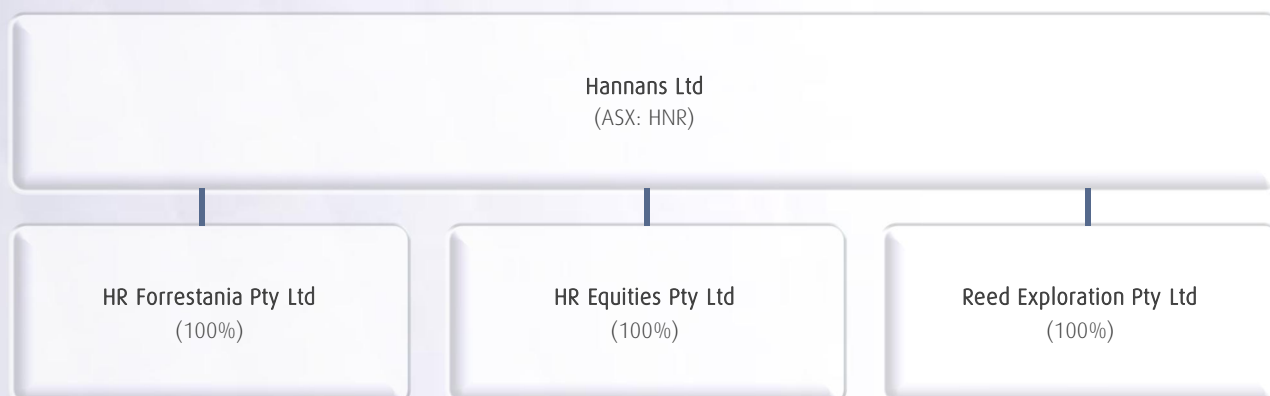 Hannans Ltd
(ASX: HNR)
HR Forrestania Pty Ltd
(100%)
HR Equities Pty Ltd
(100%)
Reed Exploration Pty Ltd
(100%)